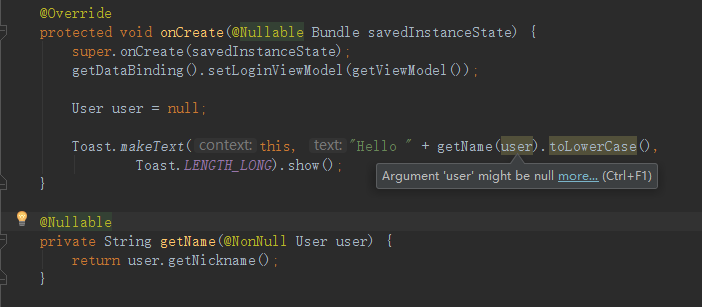 @Override
protected void onCreate(@Nullable Bundle savedInstanceState) {
super.onCreate(savedInstanceState);
getDataBinding().setLoginViewModel(getViewModel());
User user = null;
Toast.makeText( context: this, text: "Hello " + getName(user).toLowerCase(),
Toast.LENGTH_LONG).show();
Argument 'user' might be null more... (Ctrl+F1)
}
@Nullable
private String getName(@NonNull User user) {
return user.getNickname();
}